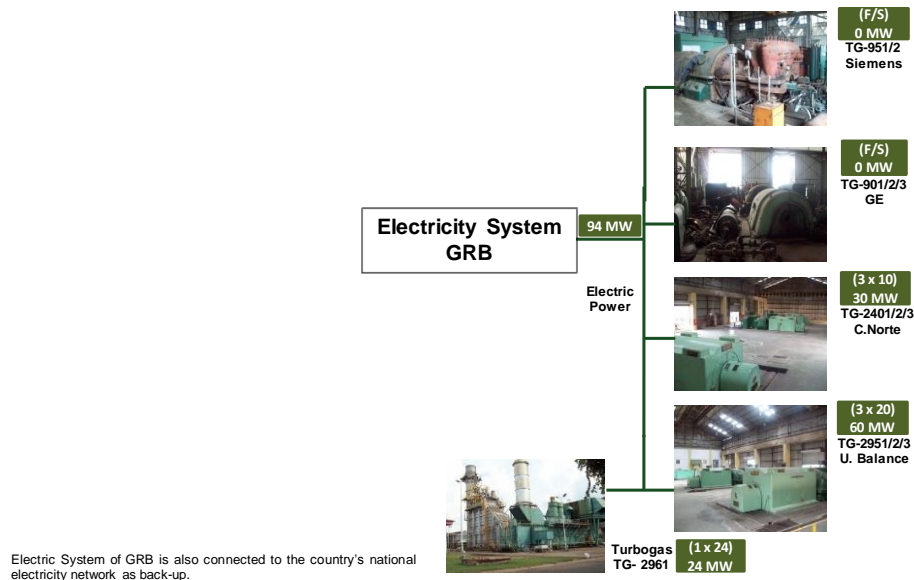 (F/S)
0 MW
TG-951/2
Siemens
(F/S)
0 MW
TG-901/2/3
GE
Electricity System
GRB
94 MW
Electric
Power
(3 x 10)
30 MW
TG-2401/2/3
C.Norte
(3 x 20)
60 MW
TG-2951/2/3
U. Balance
Turbogas
TG- 2961
(1 x 24)
24 MW
Electric System of GRB is also connected to the country's national
electricity network as back-up.